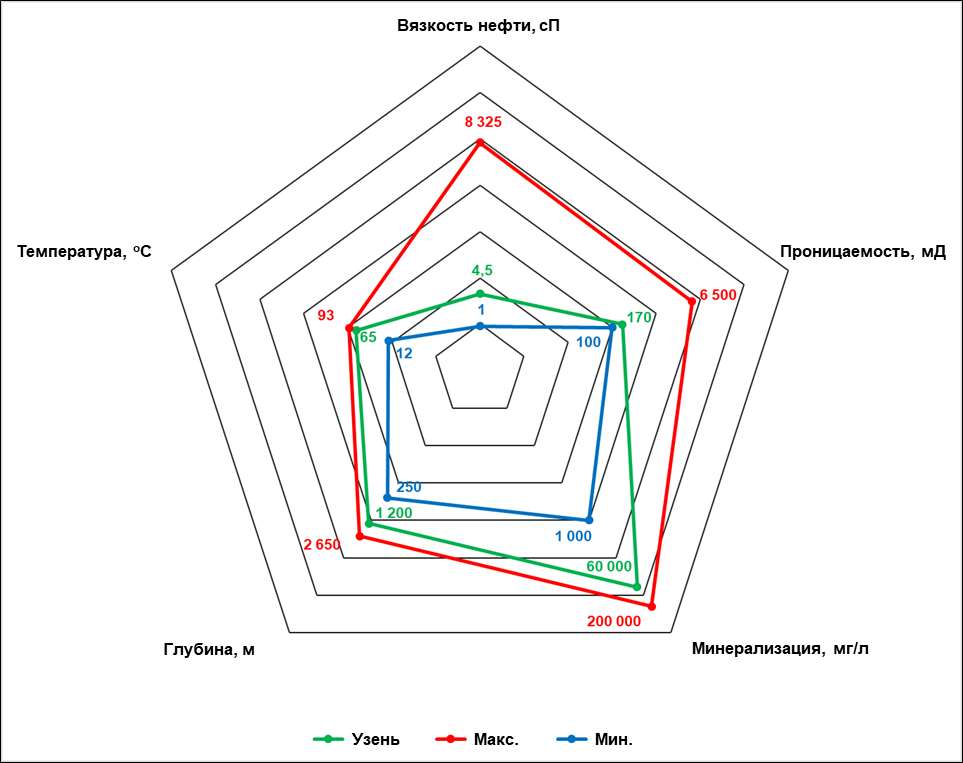 Вязкость нефти, сП
8 325
Температура, °С
Проницаемость, мД
4,5
6 500
93
1
170
65
100
12
250
1 200
1 000
2 650
60 000
200 000
Глубина, м
Минерализация, мг/л
Узень
Макс.
Мин.